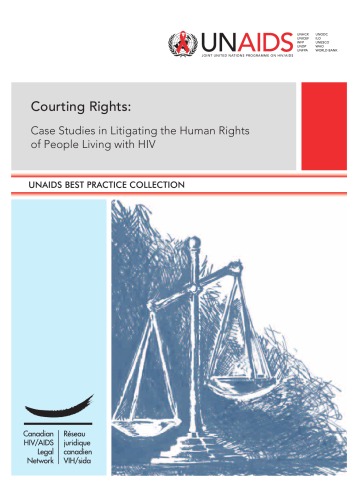 UNAIDS
JOINT UNITED NATIONS PROGRAMME ON HIV/AIDS
UNHCR
UNICEF
WFP
UNDP
UNFPA
UNODC
ILO
UNESCO
WHO
WORLD BANK
Courting Rights:
Case Studies in Litigating the Human Rights
of People Living with HIV
UNAIDS BEST PRACTICE COLLECTION
Canadian
HIV/AIDS
Legal
Network
Réseau
juridique
canadien
VIH/sida